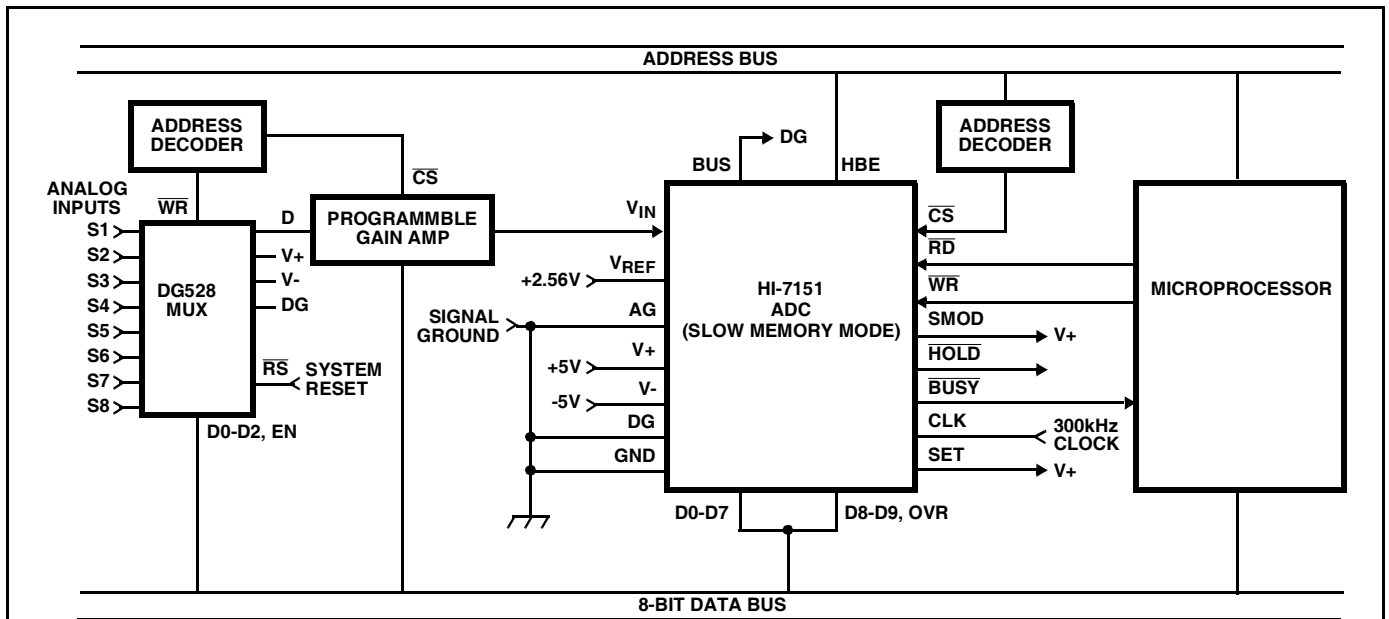 ADDRESS BUS
ADDRESS
DECODER
ADDRESS
DECODER
DG
BUS
HBE
CS
ANALOG
INPUTS
WR
D
PROGRAMMBLE
GAIN AMP
VIN
CS
S1
S2
S3
S4
S5
S6
S7
S8
V+
V-
DG
DG528
MUX
RS
SYSTEM
RESET
D0-D2, EN
VREF
+2.56V
SIGNAL
GROUND
AG
V+
+5V
V-
-5V
DG
GND
HI-7151
ADC
(SLOW MEMORY MODE)
RD
WR
SMOD
V+
HOLD
BUSY
CLK
300kHz
CLOCK
SET
V+
MICROPROCESSOR
D0-D7
D8-D9, OVR
8-BIT DATA BUS